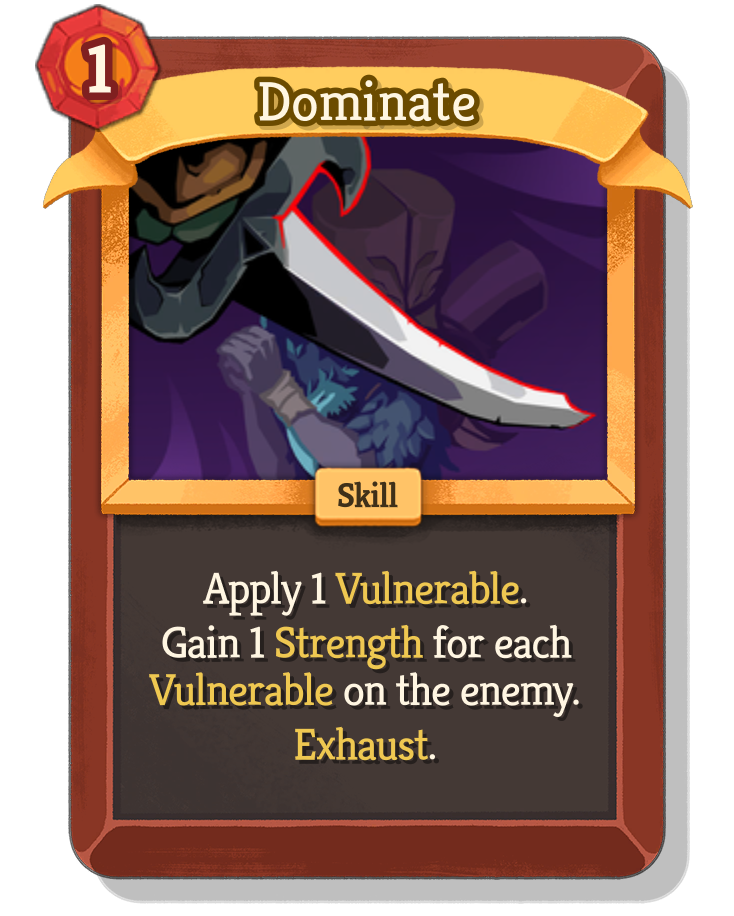 1
Dominate
Skill
Apply 1 Vulnerable.
Gain 1 Strength for each
Vulnerable on the enemy.
Exhaust.